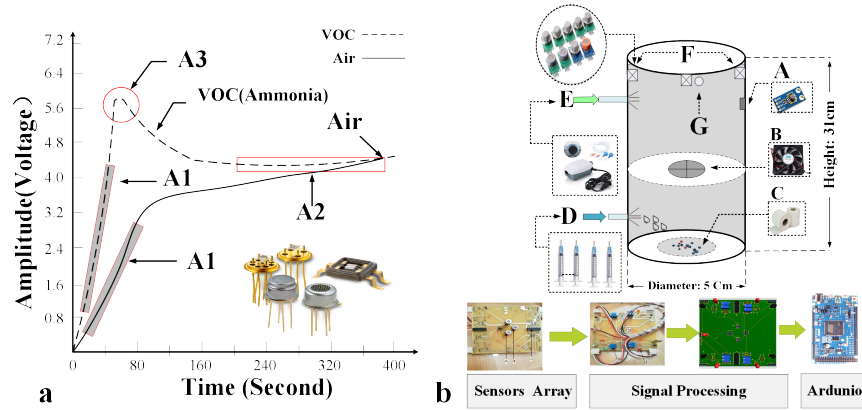 7.2
6.4
5.6
4.8
4.0
3.2
2.4
1.6
0.8
Amplitude(Voltage)
VOC
Air
A3
VOC(Ammonia)
Air
A1
A2
A1
0 80 160 240 320 400
Time (Second)
a
F
E
A
G
B
D
C
Height: 31cm
Diameter: 5 Cm
b
Sensors Array
Signal Processing
Ardunio